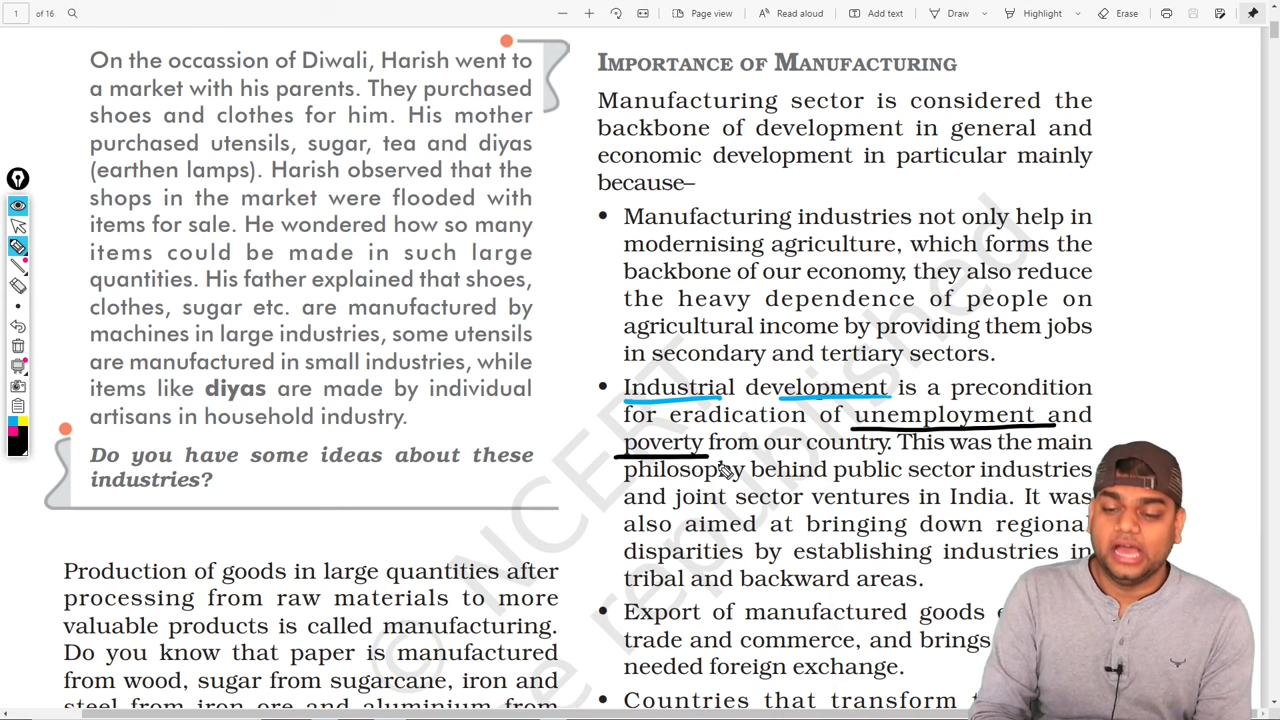 1 of 16
Page view
Read aloud
Add text
Draw
Highlight
Erase
On the occassion of Diwali, Harish went to
a market with his parents. They purchased
shoes and clothes for him. His mother
purchased utensils, sugar, tea and diyas
(earthen lamps). Harish observed that the
shops in the market were flooded with
items for sale. He wondered how so many
items could be made in such large
quantities. His father explained that shoes,
clothes, sugar etc. are manufactured by
machines in large industries, some utensils
are manufactured in small industries, while
items like diyas are made by individual
artisans in household industry.
Do you have some ideas about these
industries?
Production of goods in large quantities after
processing from raw materials to more
valuable products is called manufacturing.
Do you know that paper is manufactured
from wood, sugar from sugarcane, iron and
steel from iron ore and aluminium from
IMPORTANCE OF MANUFACTURING
Manufacturing sector is considered the
backbone of development in general and
economic development in particular mainly
because–
• Manufacturing industries not only help in
modernising agriculture, which forms the
backbone of our economy, they also reduce
the heavy dependence of people on
agricultural income by providing them jobs
in secondary and tertiary sectors.
• Industrial development is a precondition
for eradication of unemployment and
poverty from our country. This was the main
philosophy behind public sector industries
and joint sector ventures in India. It was
also aimed at bringing down regional
disparities by establishing industries in
tribal and backward areas.
• Export of manufactured goods
trade and commerce, and brings
needed foreign exchange.
• Countries that transform
© NCERT
republished